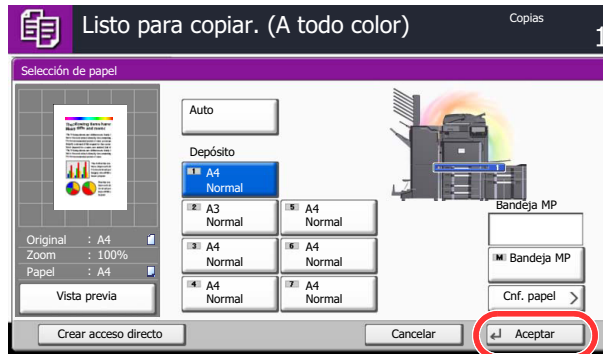 Listo para copiar. (A todo color)
Copias
1
Selección de papel
Auto
Depósito
1 A4
Normal
2 A3
Normal
5 A4
Normal
3 A4
Normal
6 A4
Normal
4 A4
Normal
7 A4
Normal
1
Bandeja MP
M Bandeja MP
Cnf. papel
Original : A4
Zoom : 100%
Papel : A4
Vista previa
Crear acceso directo
Cancelar
Aceptar